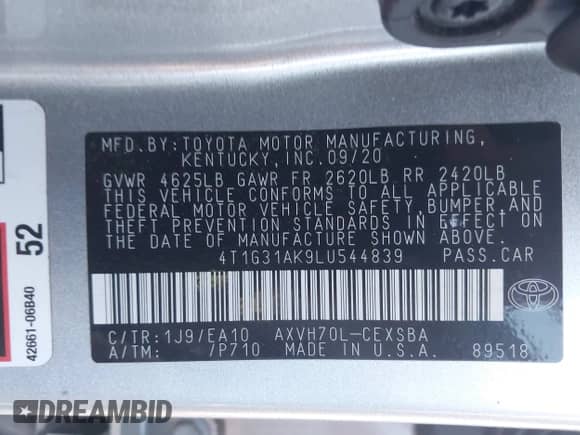 MFD.BY:TOYOTA MOTOR MANUFACTURING,
KENTUCKY,INC.09/20
GVWR 4625LB GAWR FR 2620LB RR 2420LB
THIS VEHICLE CONFORMS TO ALL APPLICABLE
FEDERAL MOTOR VEHICLE SAFETY,BUMPER,AND
THEFT PREVENTION STANDARDS IN EFFECT ON
THE DATE OF MANUFACTURE SHOWN ABOVE.
4T1G31AK9LU544839 PASS.CAR
C/TR:1J9/EA10 AXVH70L-CEXSBA
A/TM: /P710 MADE IN U.S.A. 89518
TOYOTA
52
42661-06B40
DREAMBID